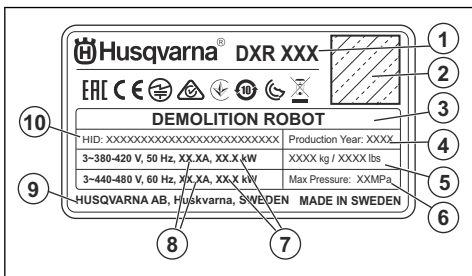 Husqvarna® DXR XXX
EAC CE 10
DEMOLITION ROBOT
HID: XXXXXXXXXXXXXXXXXXXXXXXXX Production Year: XXXX
3~380-420 V, 50 Hz, XX.XA, XX.X kW XXXX kg / XXXX lbs
3~440-480 V, 60 Hz, XX.XA, XX.X kW Max Pressure: XXMPa
HUSQVARNA AB, Huskvarna, SWEDEN MADE IN SWEDEN
1
2
3
4
5
6
7
8
9
10